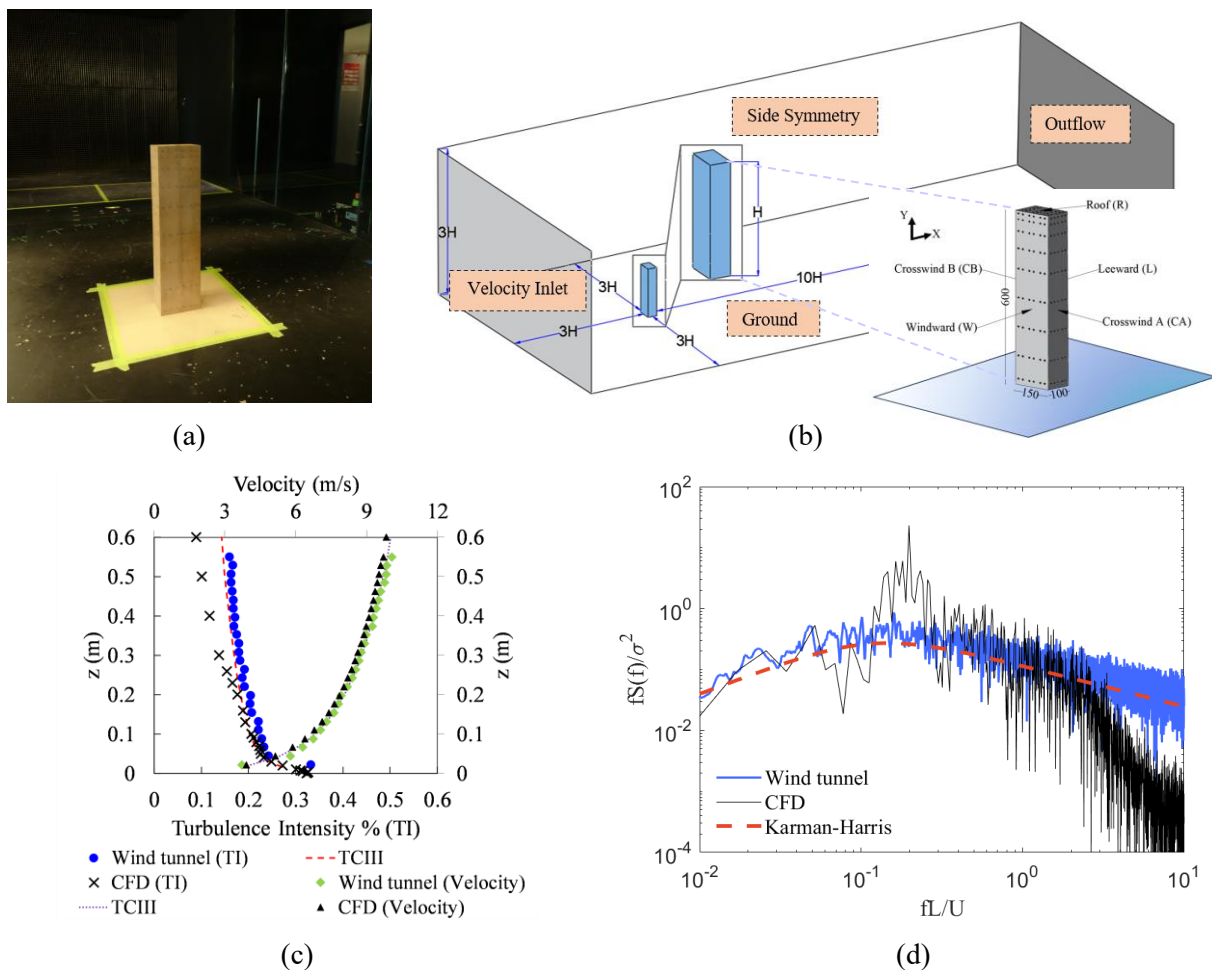 (a)
Side Symmetry
Outflow
3H
H
Velocity Inlet
3H
10H
Ground
3H
3H
Y
X
Roof (R)
Crosswind B (CB)
Leeward (L)
600
Windward (W)
Crosswind A (CA)
150
100
(b)
Velocity (m/s)
0 3 6 9 12
0.6 0.6
0.5 0.5
0.4 0.4
0.3 0.3
0.2 0.2
0.1 0.1
0 0
z (m)
z (m)
0 0.1 0.2 0.3 0.4 0.5 0.6
Turbulence Intensity % (TI)
Wind tunnel (TI) TCIII
CFD (TI) Wind tunnel (Velocity)
TCIII CFD (Velocity)
(c)
10²
10⁰
10⁻²
10⁻⁴
fS(f)/σ²
Wind tunnel
CFD
Karman-Harris
10⁻² 10⁻¹ 10⁰ 10¹
fL/U
(d)